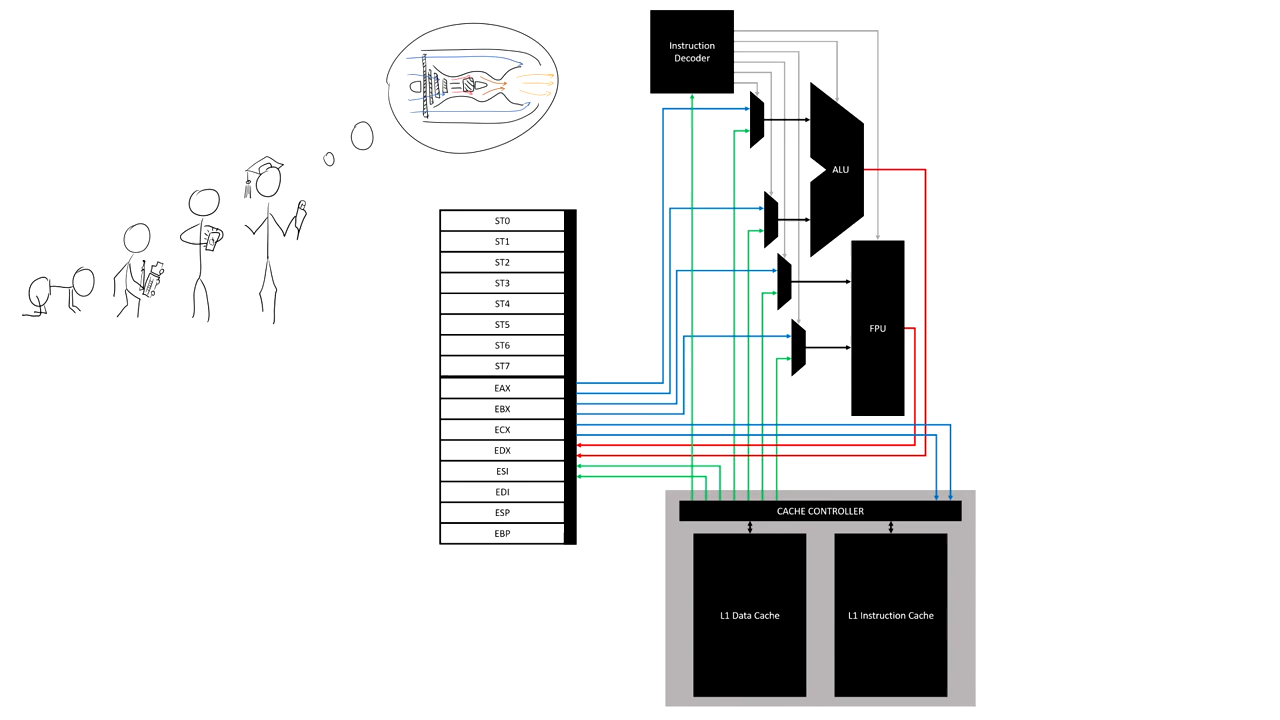 Instruction
Decoder
ALU
ST0
ST1
ST2
ST3
ST4
ST5
ST6
ST7
EAX
EBX
ECX
EDX
ESI
EDI
ESP
EBP
FPU
CACHE CONTROLLER
L1 Data Cache
L1 Instruction Cache